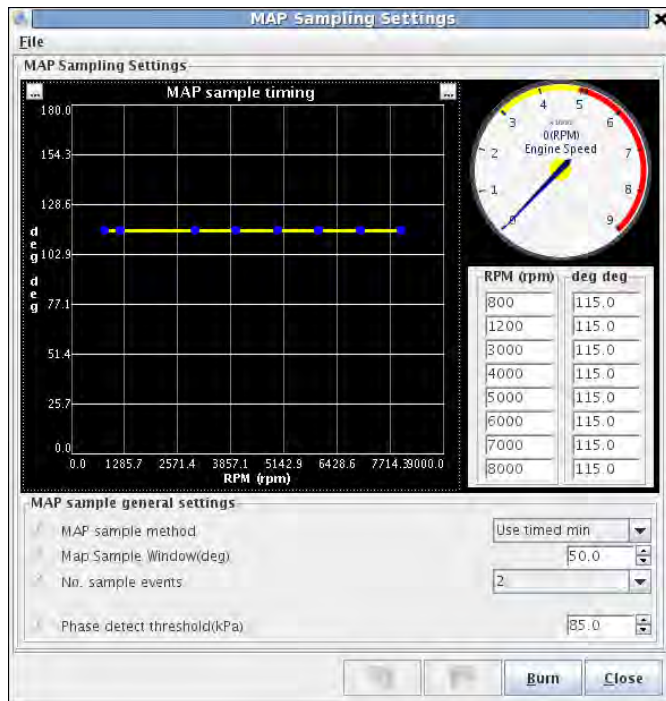 MAP Sampling Settings
File
MAP Sampling Settings
... MAP sample timing ...
180.0
154.3
128.6
102.9
77.1
51.4
25.7
0.0
deg deg
0.0 1285.7 2571.4 3857.1 5142.9 6428.6 7714.3 9000.0
RPM (rpm)
0 1 2 3 4 5 6 7 8 9
0(RPM)
Engine Speed
RPM (rpm) deg deg
800 115.0
1200 115.0
3000 115.0
4000 115.0
5000 115.0
6000 115.0
7000 115.0
8000 115.0
MAP sample general settings
MAP sample method Use timed min
Map Sample Window(deg) 50.0
No. sample events 2
Phase detect threshold(kPa) 85.0
Burn Close